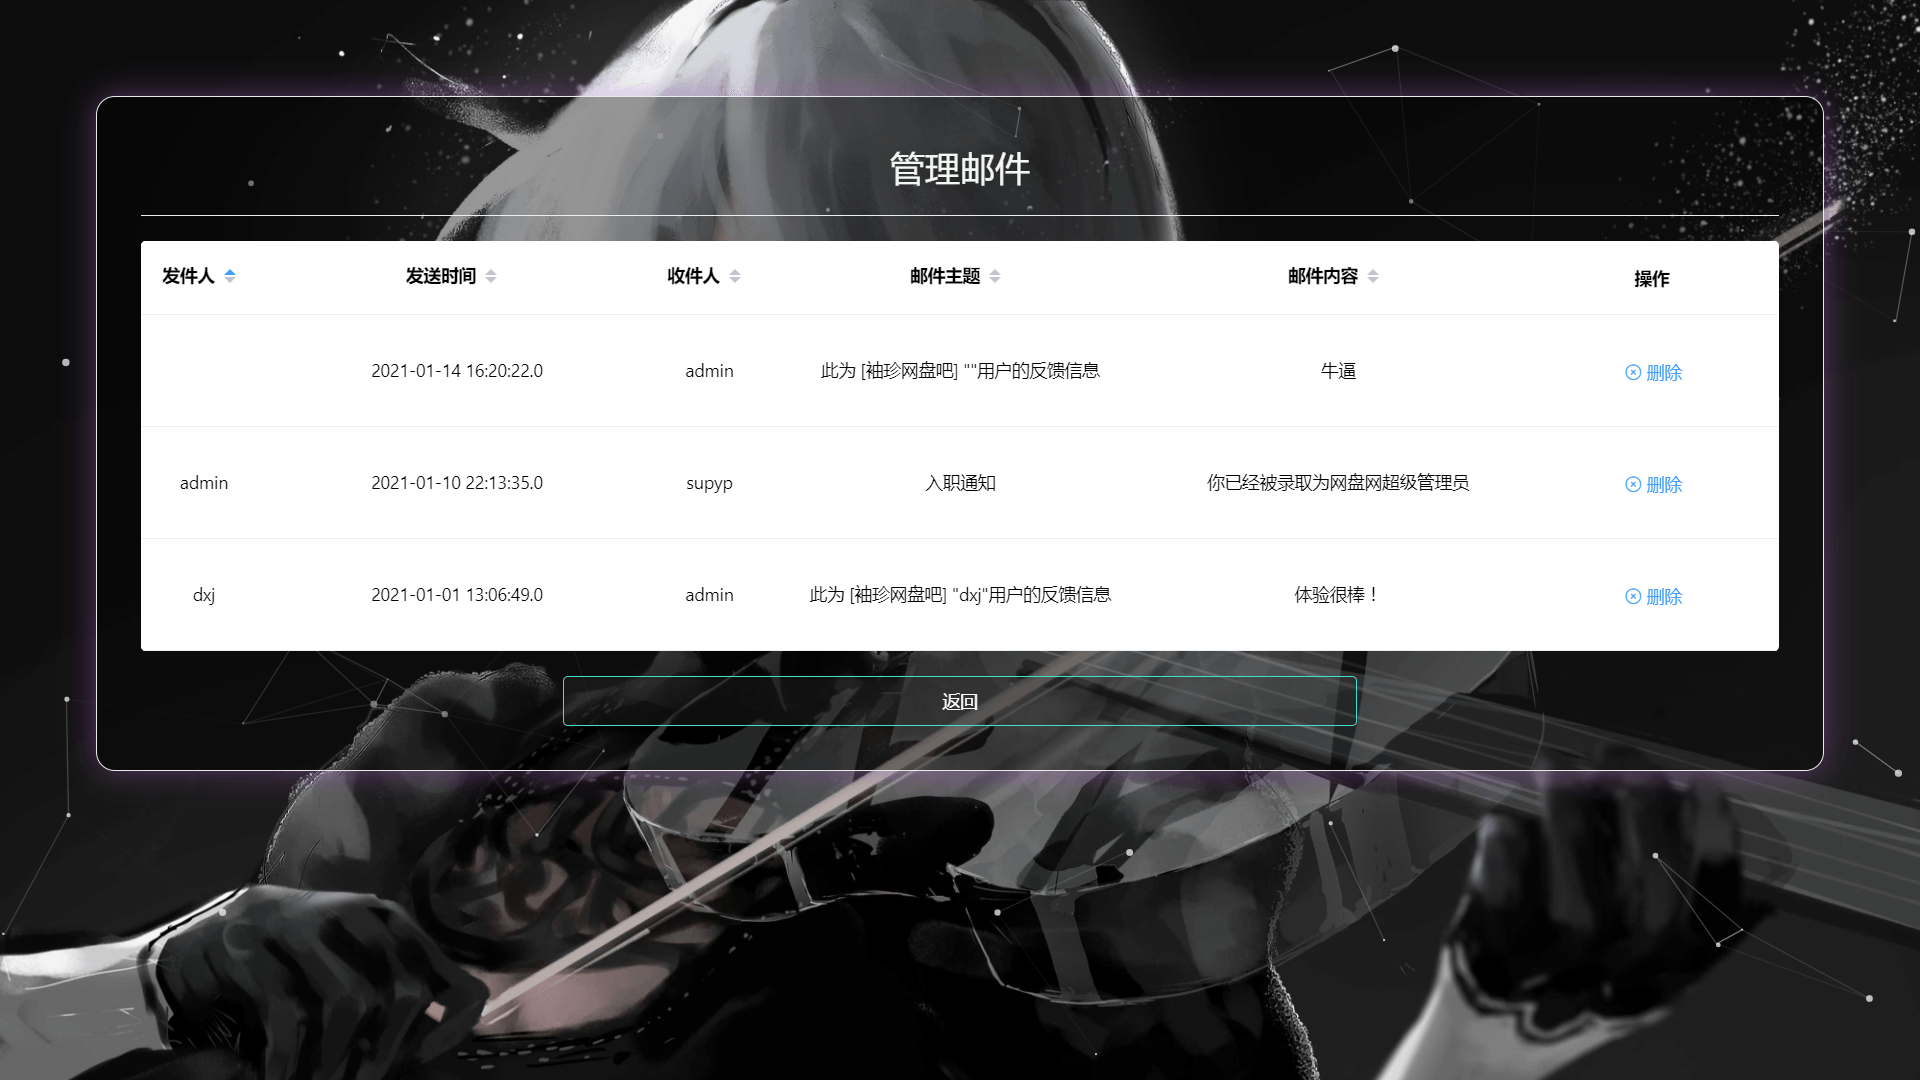 管理邮件
发件人 发送时间 收件人 邮件主题 邮件内容 操作
2021-01-14 16:20:22.0 admin 此为 [袖珍网盘吧] ""用户的反馈信息 牛逼 删除
admin 2021-01-10 22:13:35.0 supyp 入职通知 你已经被录取为网盘网超级管理员 删除
dxj 2021-01-01 13:06:49.0 admin 此为 [袖珍网盘吧] "dxj"用户的反馈信息 体验很棒！ 删除
返回